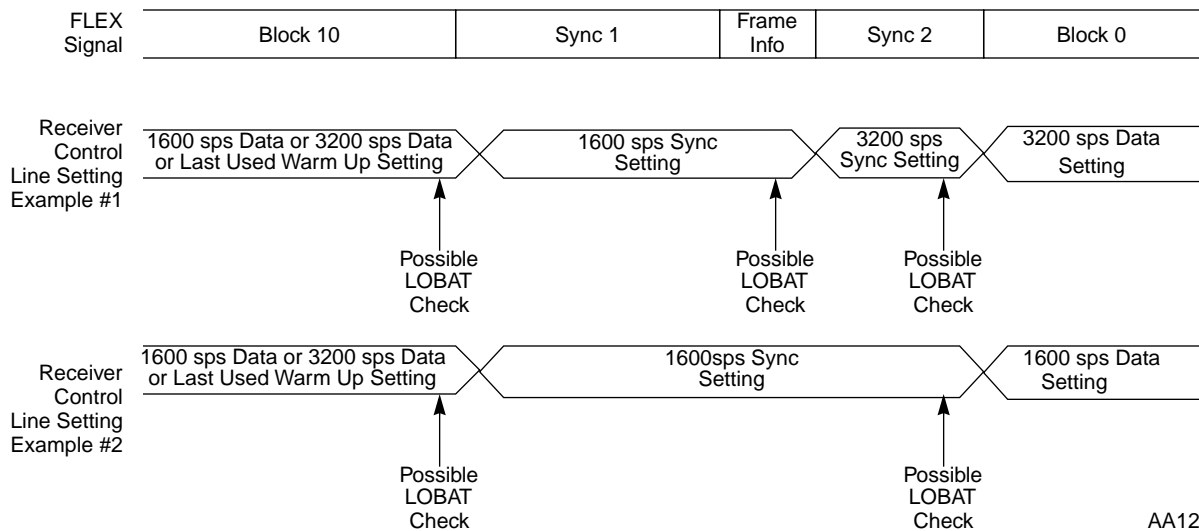 FLEX
Signal
Block 10
Sync 1
Frame
Info
Sync 2
Block 0
Receiver
Control
Line Setting
Example #1
1600 sps Data or 3200 sps Data
or Last Used Warm Up Setting
1600 sps Sync
Setting
3200 sps
Sync Setting
3200 sps Data
Setting
Possible
LOBAT
Check
Possible
LOBAT
Check
Possible
LOBAT
Check
Receiver
Control
Line Setting
Example #2
1600 sps Data or 3200 sps Data
or Last Used Warm Up Setting
1600sps Sync
Setting
1600 sps Data
Setting
Possible
LOBAT
Check
Possible
LOBAT
Check
AA12